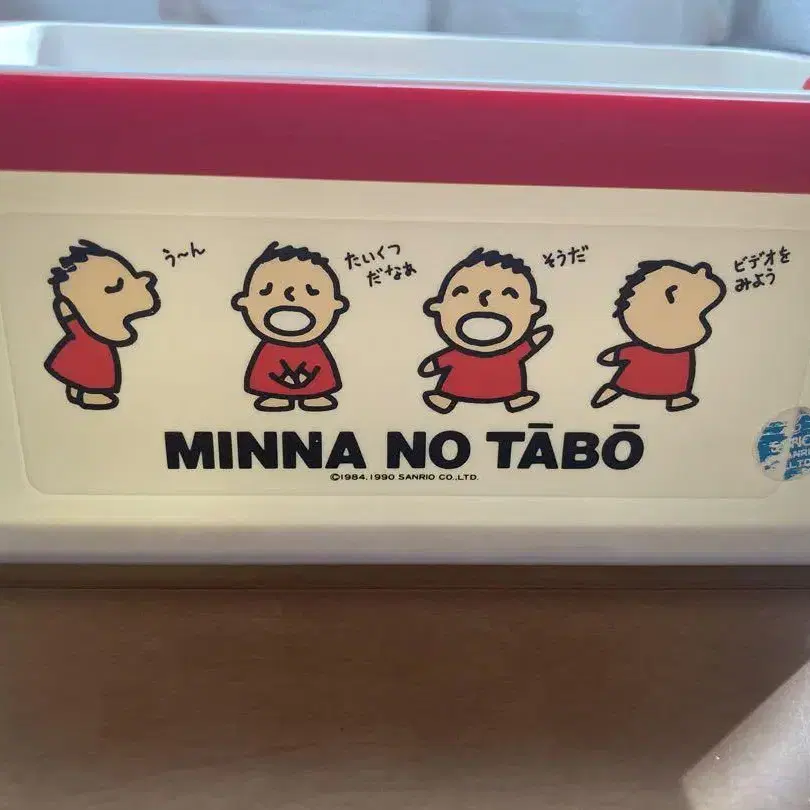 う〜ん
たいくつ
だなぁ
そうだ
ビデオを
みよう
MINNA NO TĀBŌ
©1984, 1990 SANRIO CO.,LTD.
LTD.